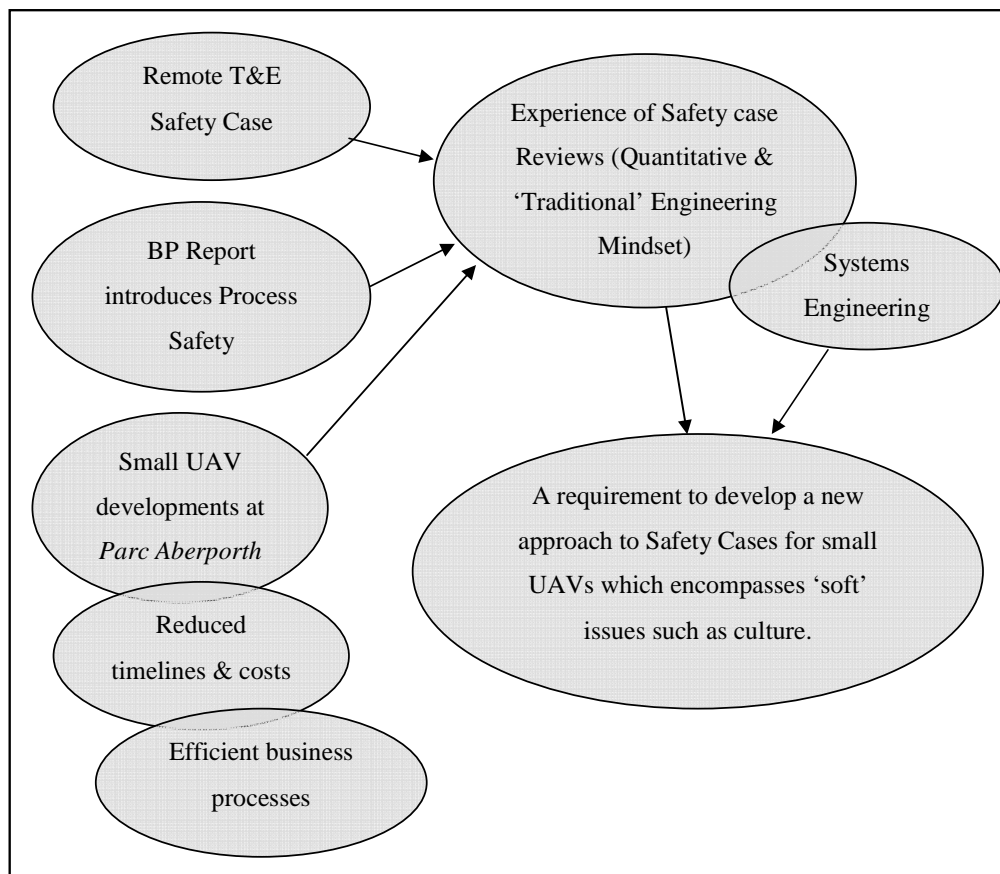 Remote T&E
Safety Case
BP Report
introduces Process
Safety
Small UAV
developments at
Parc Aberporth
Reduced
timelines & costs
Efficient business
processes
Experience of Safety case
Reviews (Quantitative &
‘Traditional’ Engineering
Mindset)
Systems
Engineering
A requirement to develop a new
approach to Safety Cases for small
UAVs which encompasses ‘soft’
issues such as culture.